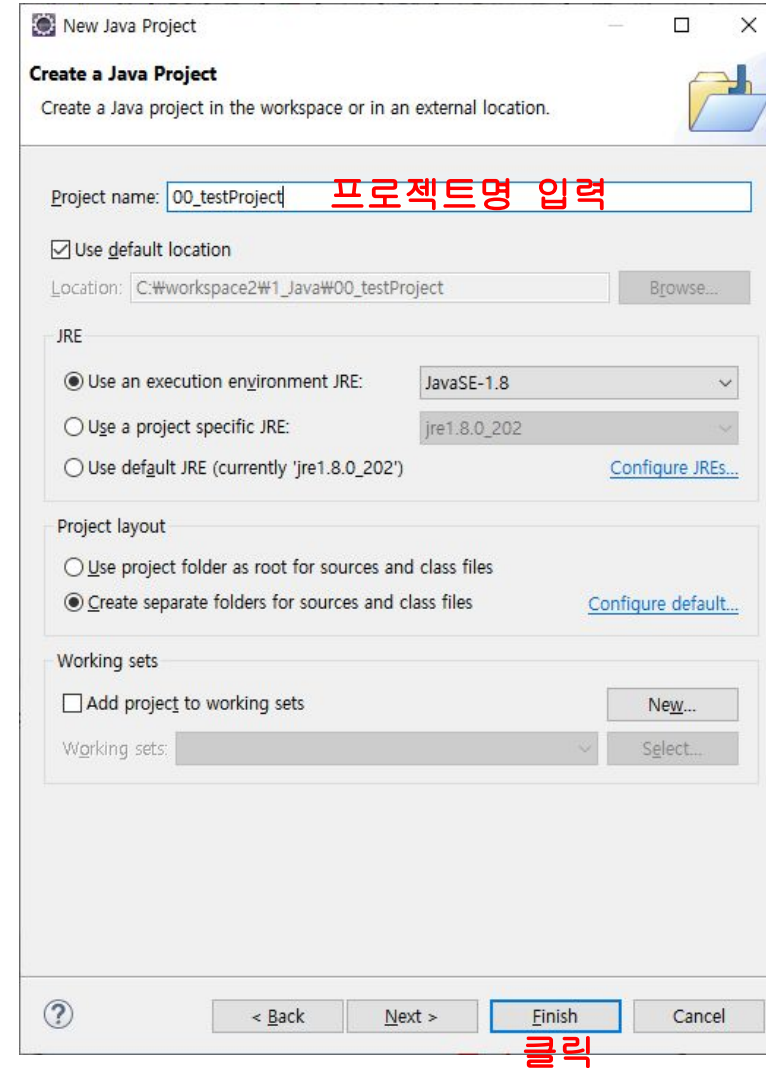 New Java Project
Create a Java Project
Create a Java project in the workspace or in an external location.
Project name: 00_testProject 프로젝트명 입력
Use default location
Location: C:₩workspace2₩1_Java₩00_testProject Browse...
JRE
Use an execution environment JRE: JavaSE-1.8
Use a project specific JRE: jre1.8.0_202
Use default JRE (currently 'jre1.8.0_202') Configure JREs...
Project layout
Use project folder as root for sources and class files
Create separate folders for sources and class files Configure default...
Working sets
Add project to working sets New...
Working sets: Select...
? < Back Next > Finish Cancel
클릭